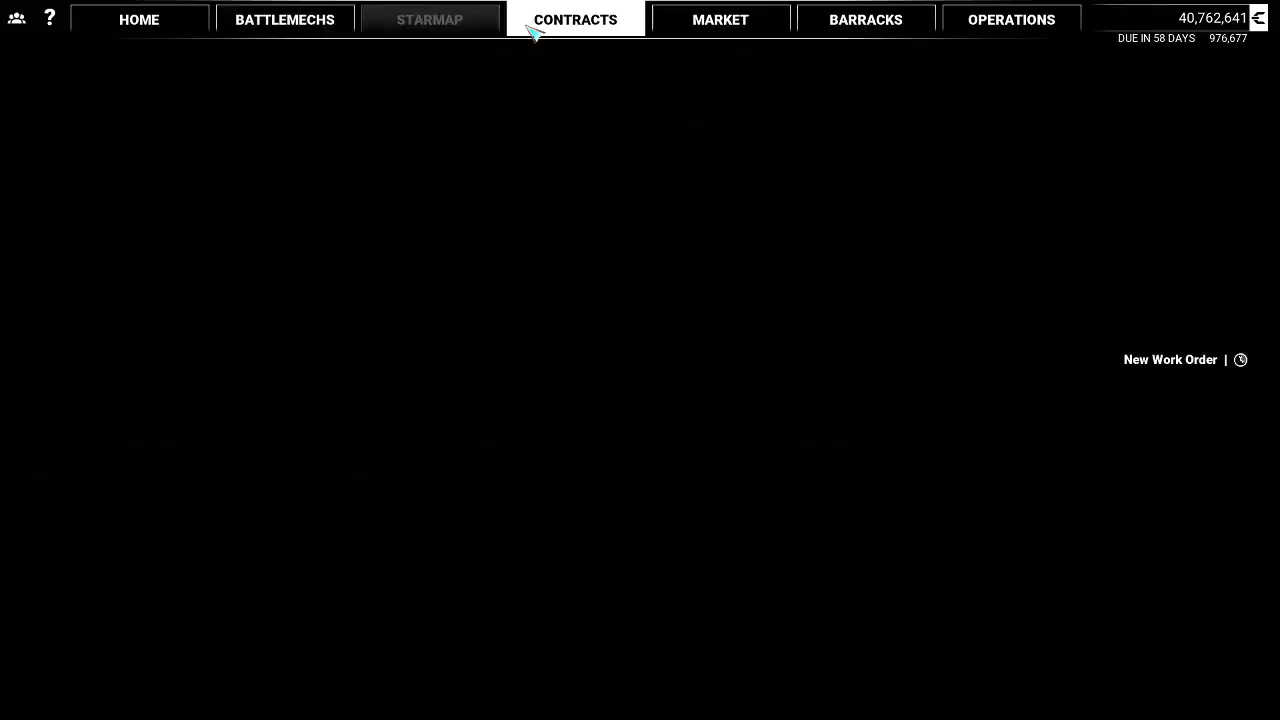 ? HOME BATTLEMECHS STARMAP CONTRACTS MARKET BARRACKS OPERATIONS 40,762,641
DUE IN 58 DAYS 976,677
New Work Order |